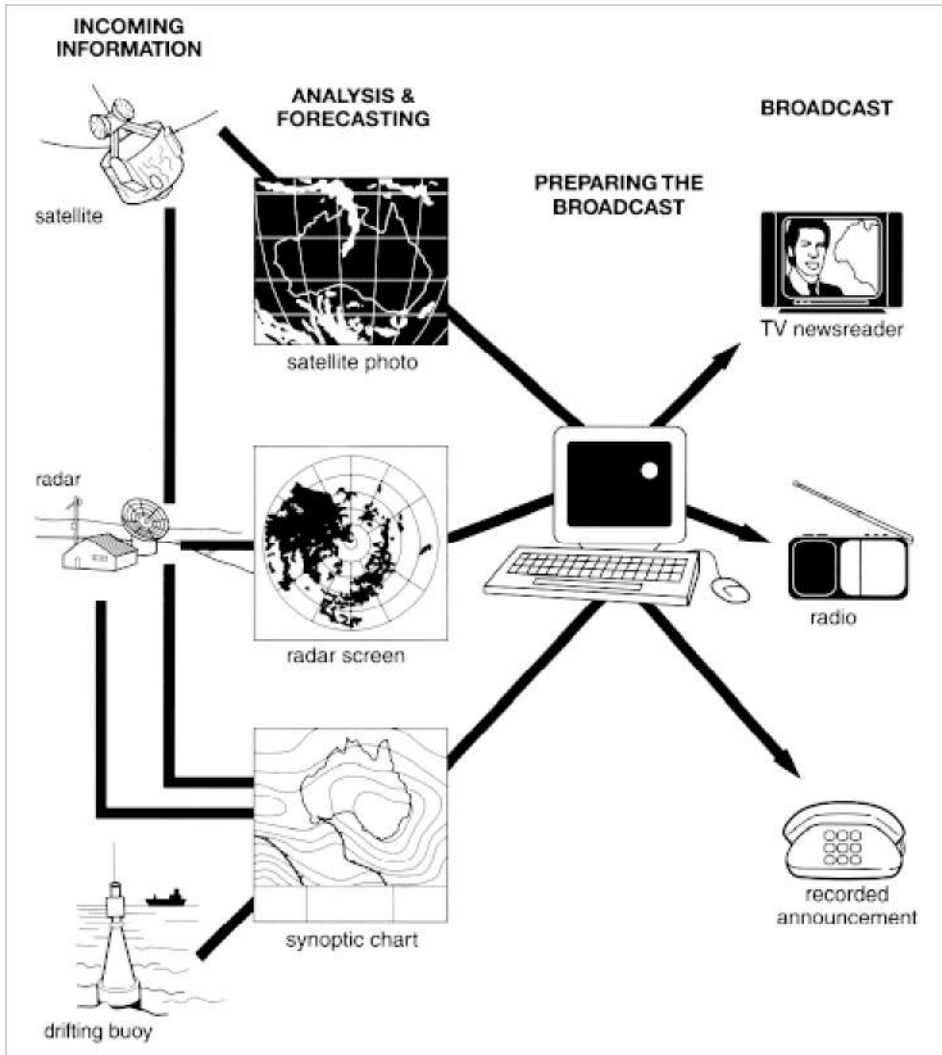 INCOMING
INFORMATION
ANALYSIS &
FORECASTING
PREPARING THE
BROADCAST
BROADCAST
satellite
satellite photo
TV newsreader
radar
radar screen
radio
synoptic chart
recorded
announcement
drifting buoy